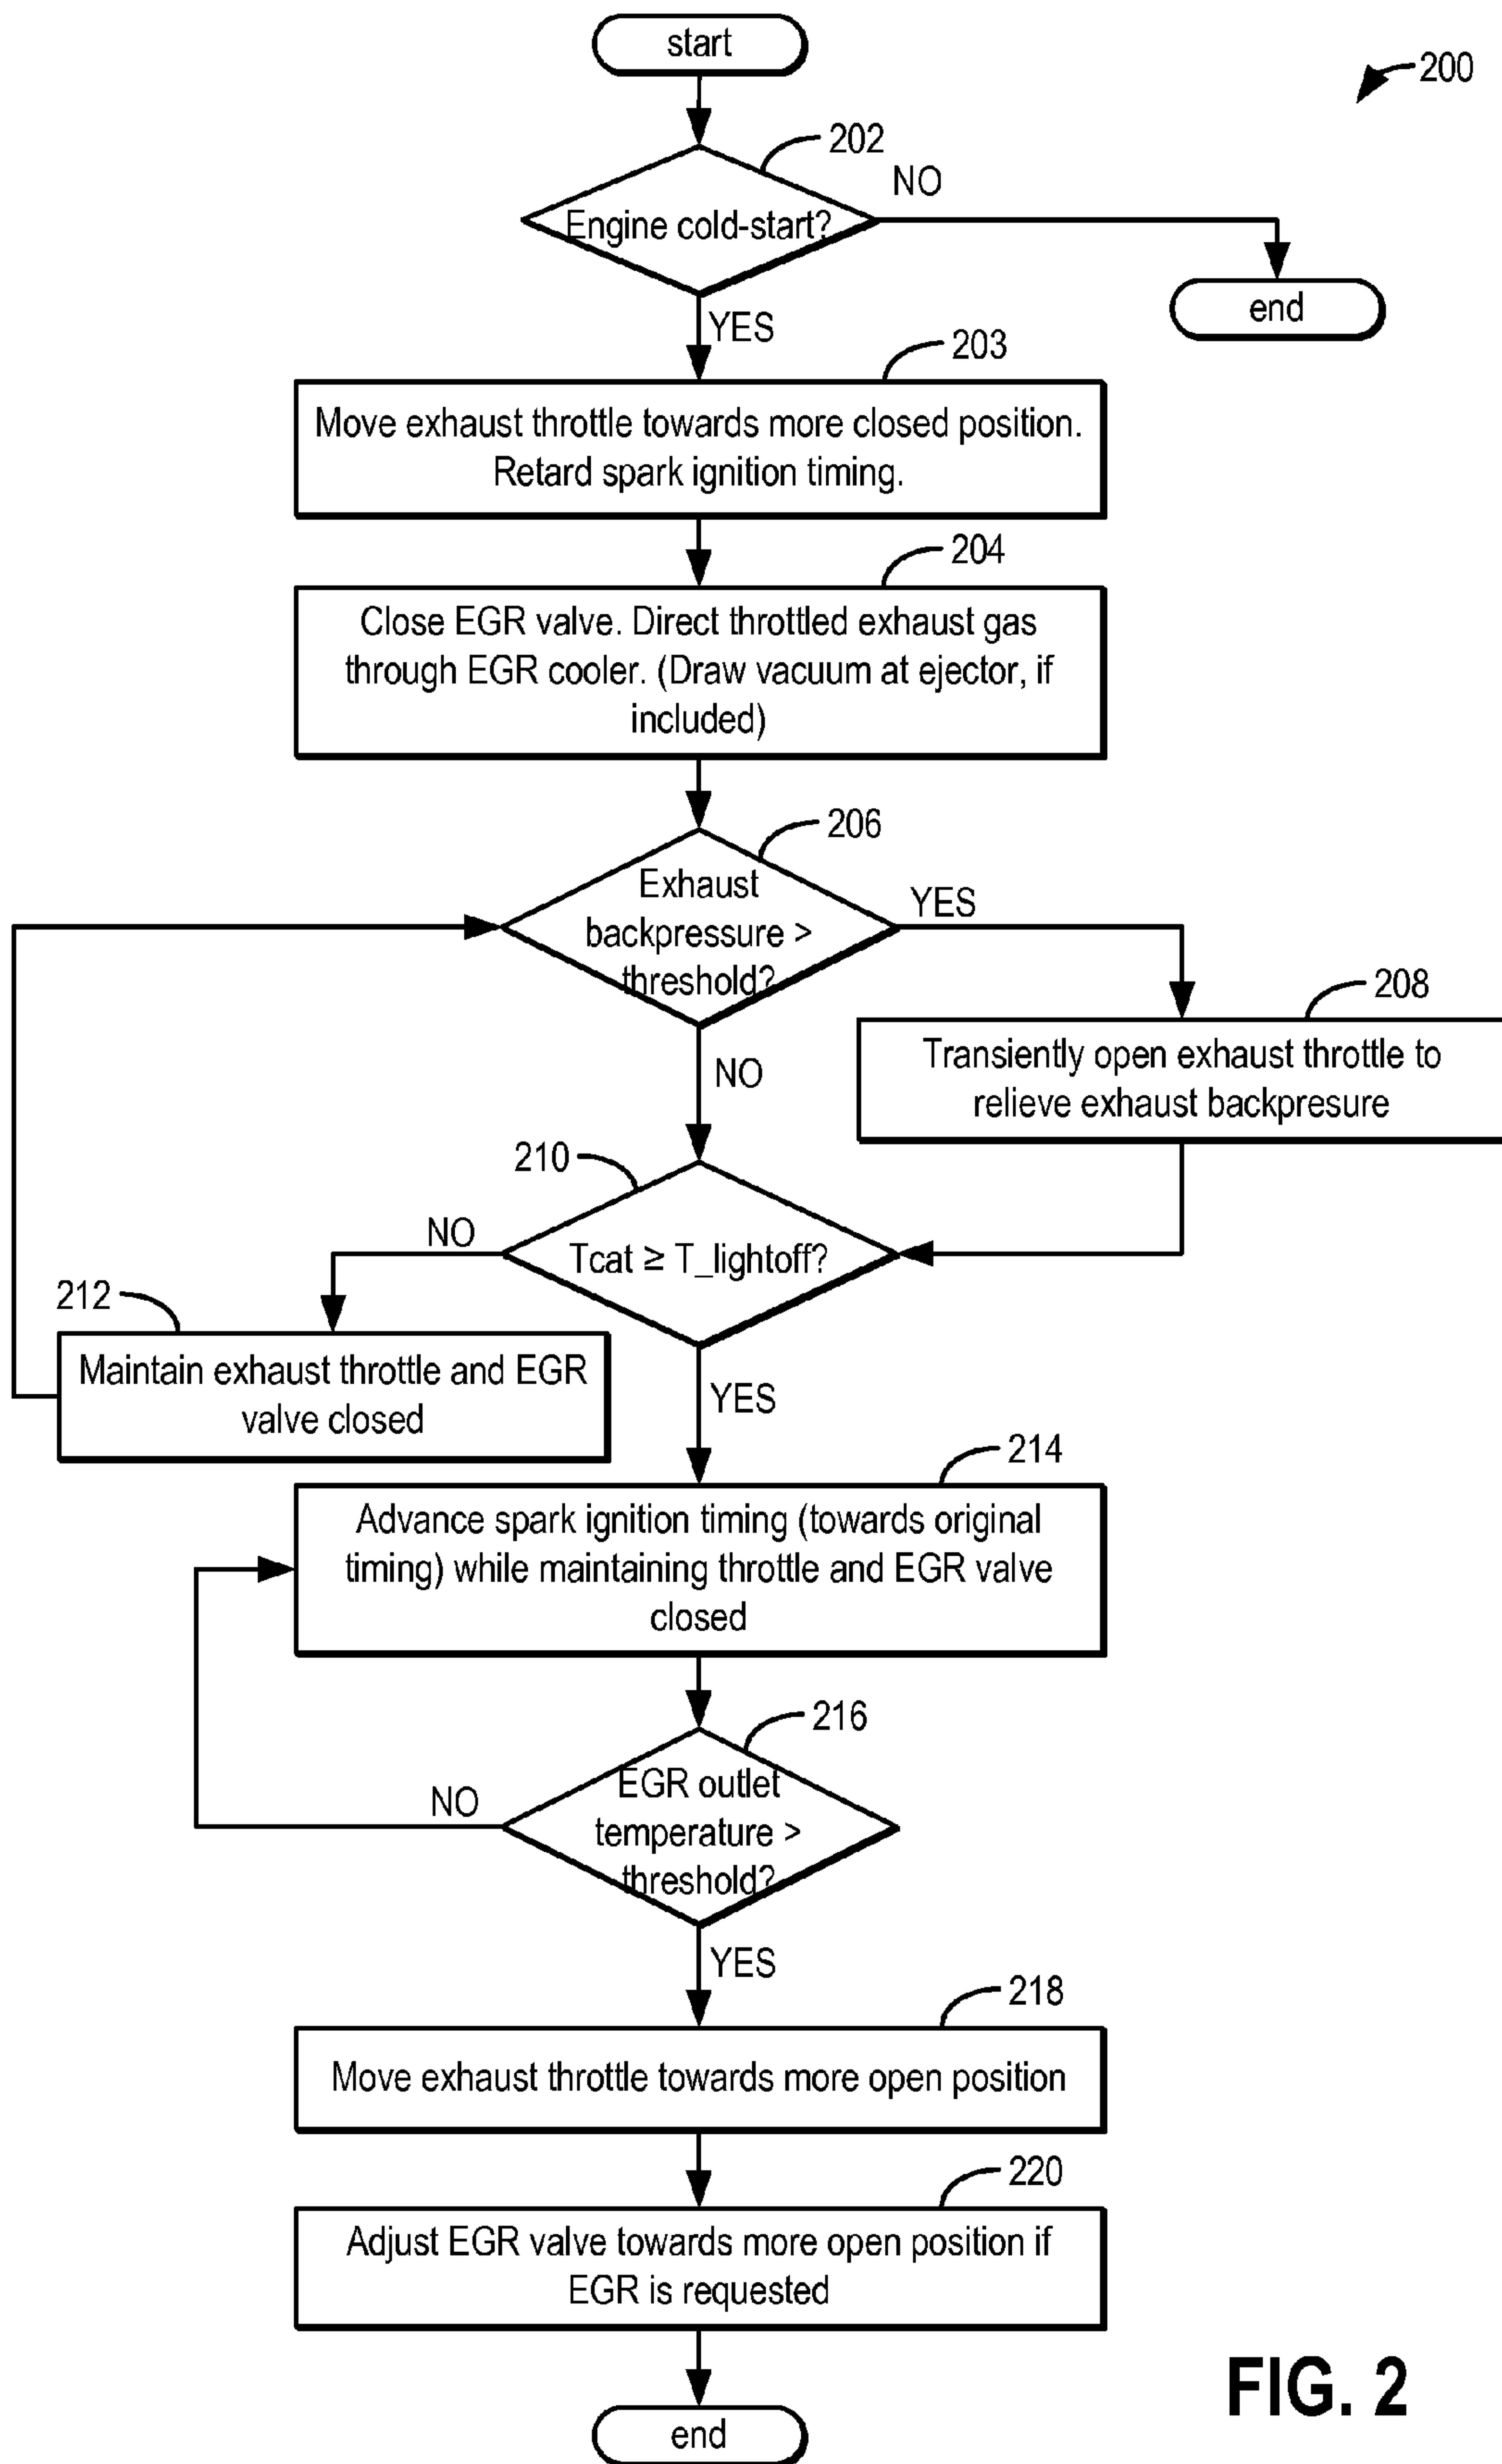 start
200
202
NO
Engine cold-start?
end
YES
203
Move exhaust throttle towards more closed position.
Retard spark ignition timing.
204
Close EGR valve. Direct throttled exhaust gas
through EGR cooler. (Draw vacuum at ejector, if
included)
206
Exhaust
backpressure >
threshold?
YES
208
Transiently open exhaust throttle to
relieve exhaust backpresure
NO
210
Tcat ≥ T_lightoff?
NO
212
Maintain exhaust throttle and EGR
valve closed
YES
214
Advance spark ignition timing (towards original
timing) while maintaining throttle and EGR valve
closed
216
EGR outlet
temperature >
threshold?
NO
YES
218
Move exhaust throttle towards more open position
220
Adjust EGR valve towards more open position if
EGR is requested
end
FIG. 2